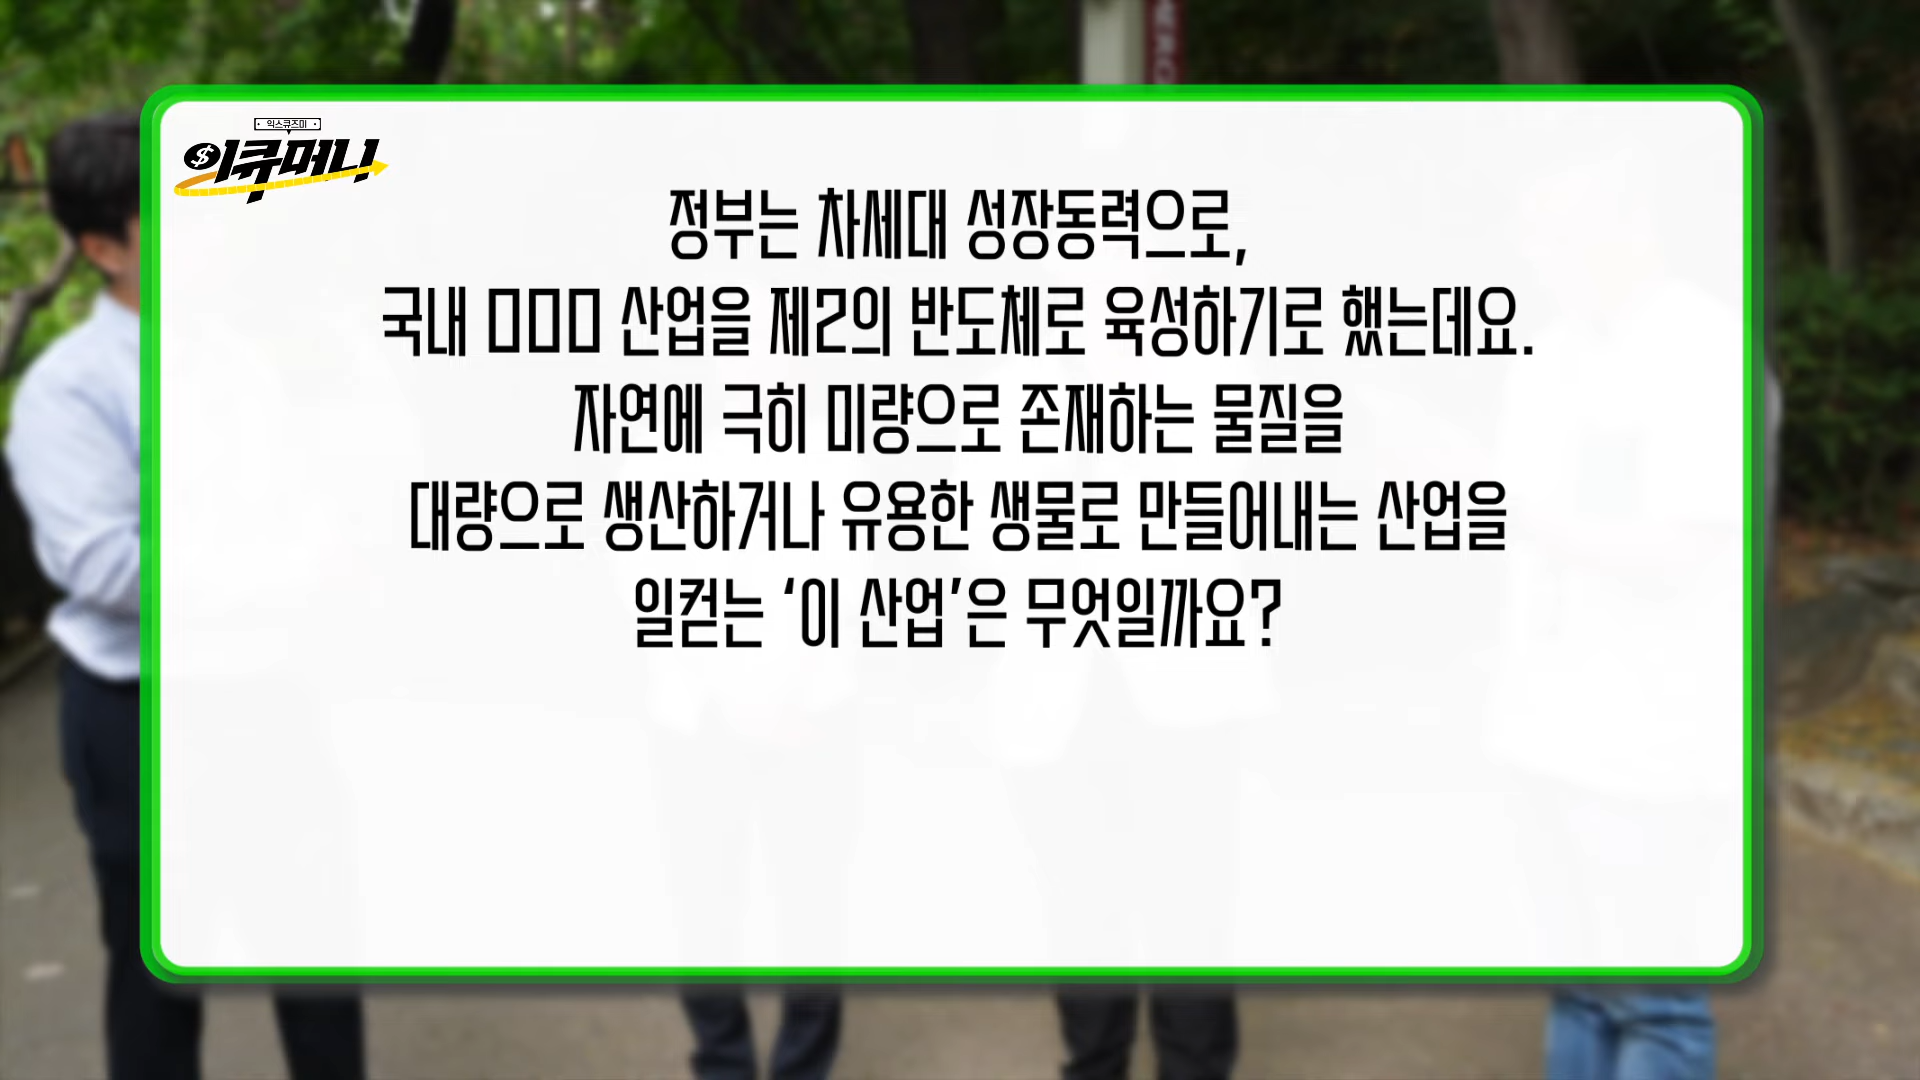 익스큐즈미
이큐머니
정부는 차세대 성장동력으로,
국내 □□□ 산업을 제2의 반도체로 육성하기로 했는데요.
자연에 극히 미량으로 존재하는 물질을
대량으로 생산하거나 유용한 생물로 만들어내는 산업을
일컫는 ‘이 산업’은 무엇일까요?